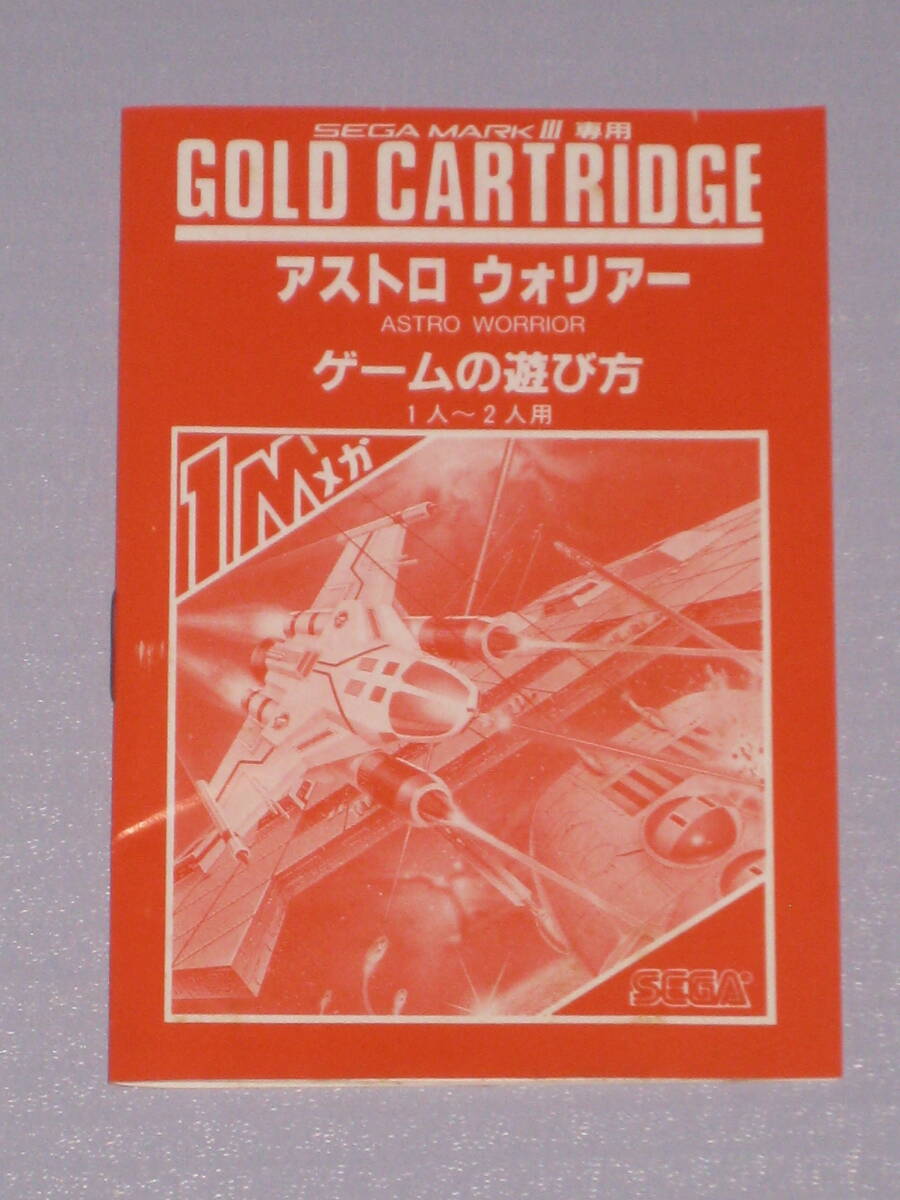 SEGA MARK III 専用
GOLD CARTRIDGE
アストロ ウォリアー
ASTRO WORRIOR
ゲームの遊び方
1人～2人用
1Mメガ
SEGA®